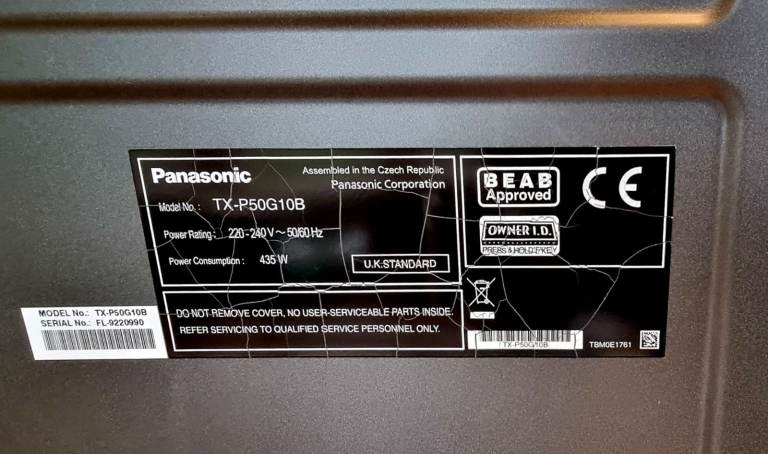 Panasonic
Assembled in the Czech Republic
Panasonic Corporation
Model No.: TX-P50G10B
Power Rating: 220-240V～50/60Hz
Power Consumption: 435 W
U.K.STANDARD
BEAB
Approved
CE
OWNER I.D.
PRESS & HOLD F KEY
DO NOT REMOVE COVER, NO USER-SERVICEABLE PARTS INSIDE.
REFER SERVICING TO QUALIFIED SERVICE PERSONNEL ONLY.
TX-P50G10B
TBM0E1761
MODEL No.: TX-P50G10B
SERIAL No.: FL-9220990